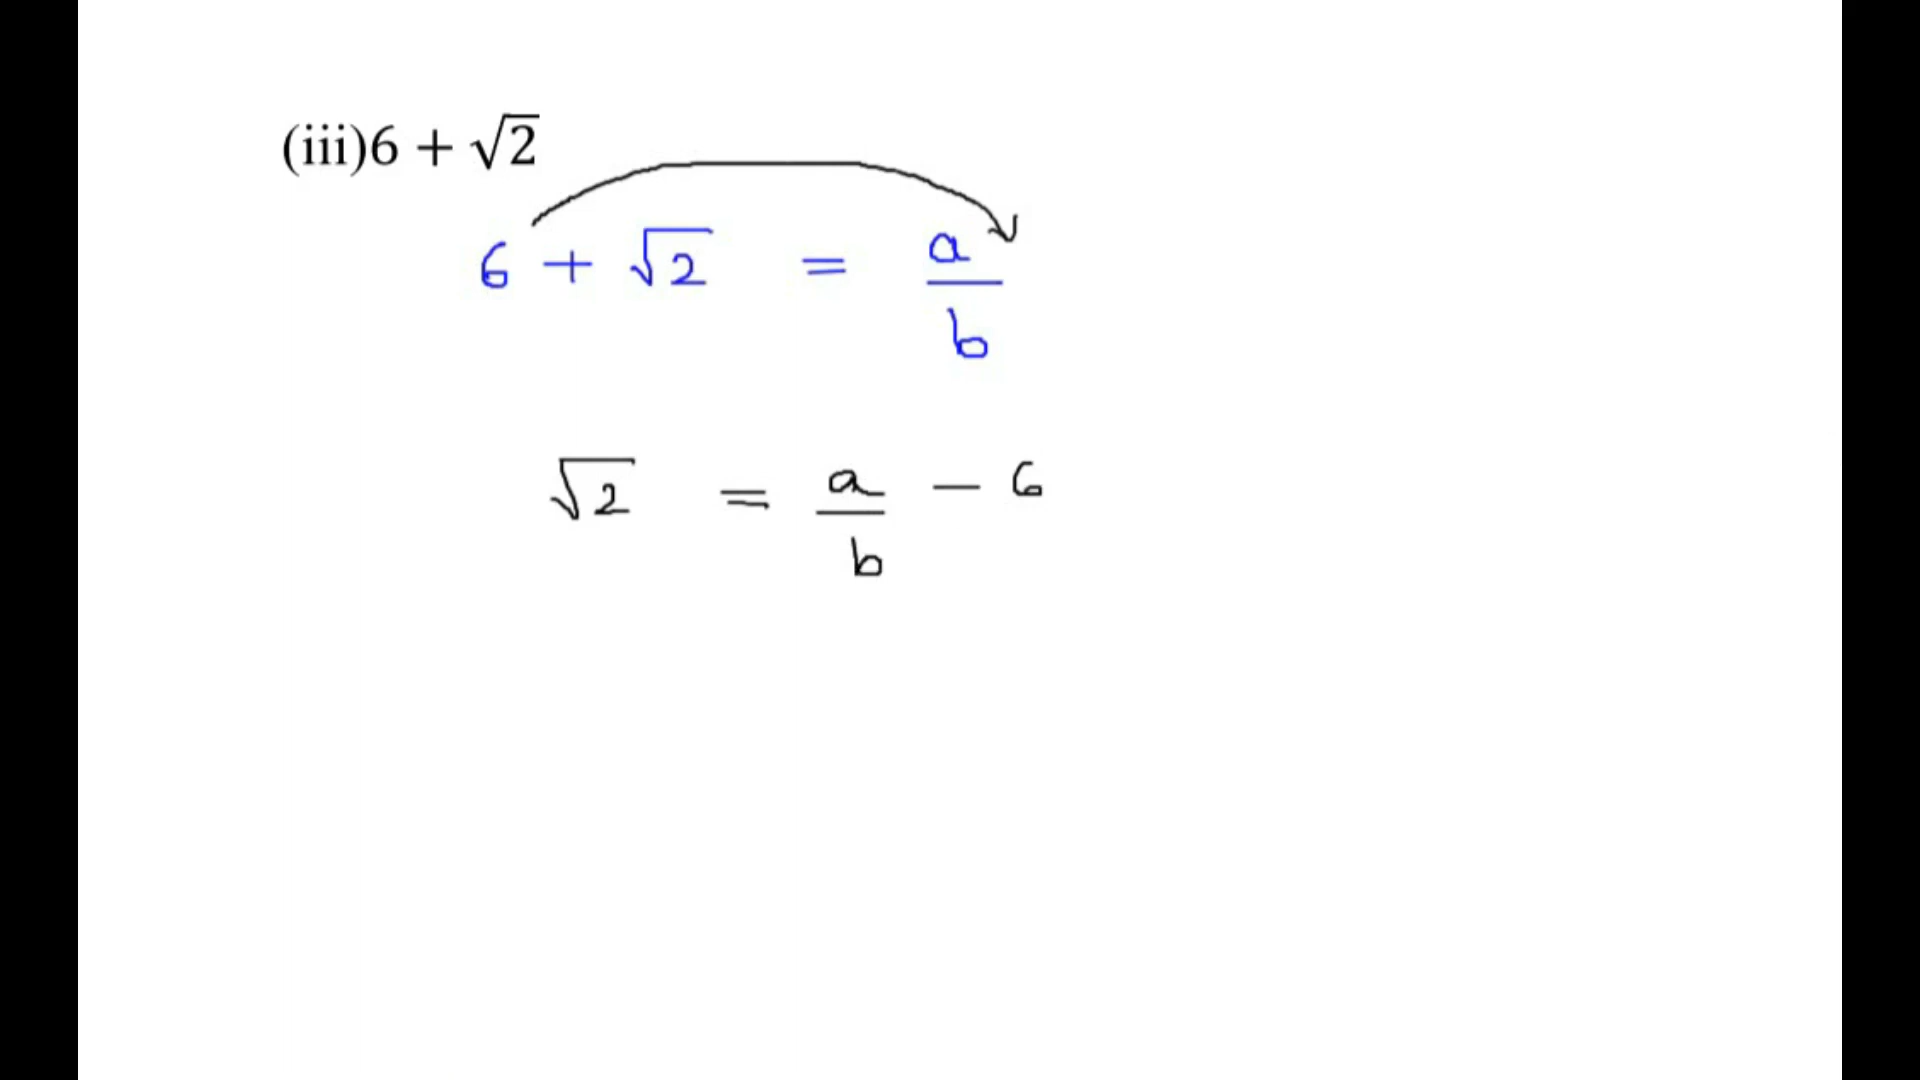 (iii)6 + √2
6 + √2 = a/b
√2 = a/b - 6